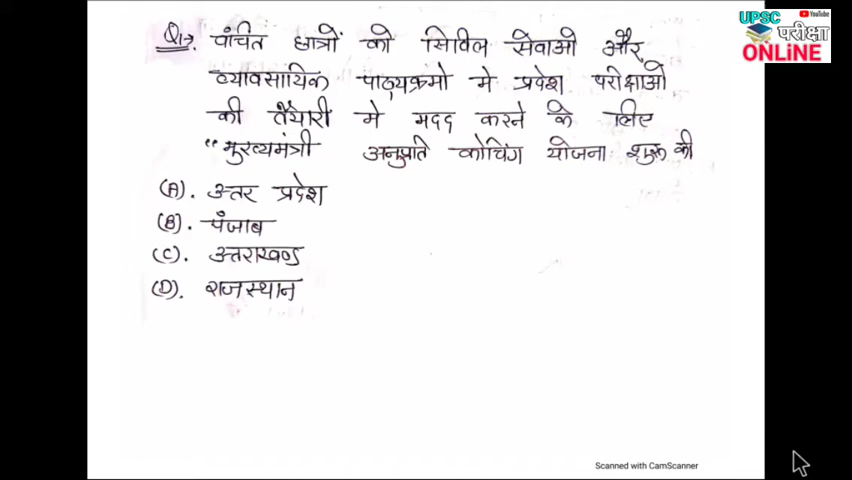 UPSC YouTube
परीक्षा
ONLiNE
Q1→. वंचित छात्रों को सिविल सेवाओ और
व्यावसायिक पाठ्यक्रमो मे प्रवेश परीक्षाओ
की तैयारी मे मदद करने के लिए
"मुख्यमंत्री अनुप्रति कोचिंग योजना शुरू की
(A). उत्तर प्रदेश
(B). पंजाब
(C). उत्तराखण्ड
(D). राजस्थान
Scanned with CamScanner